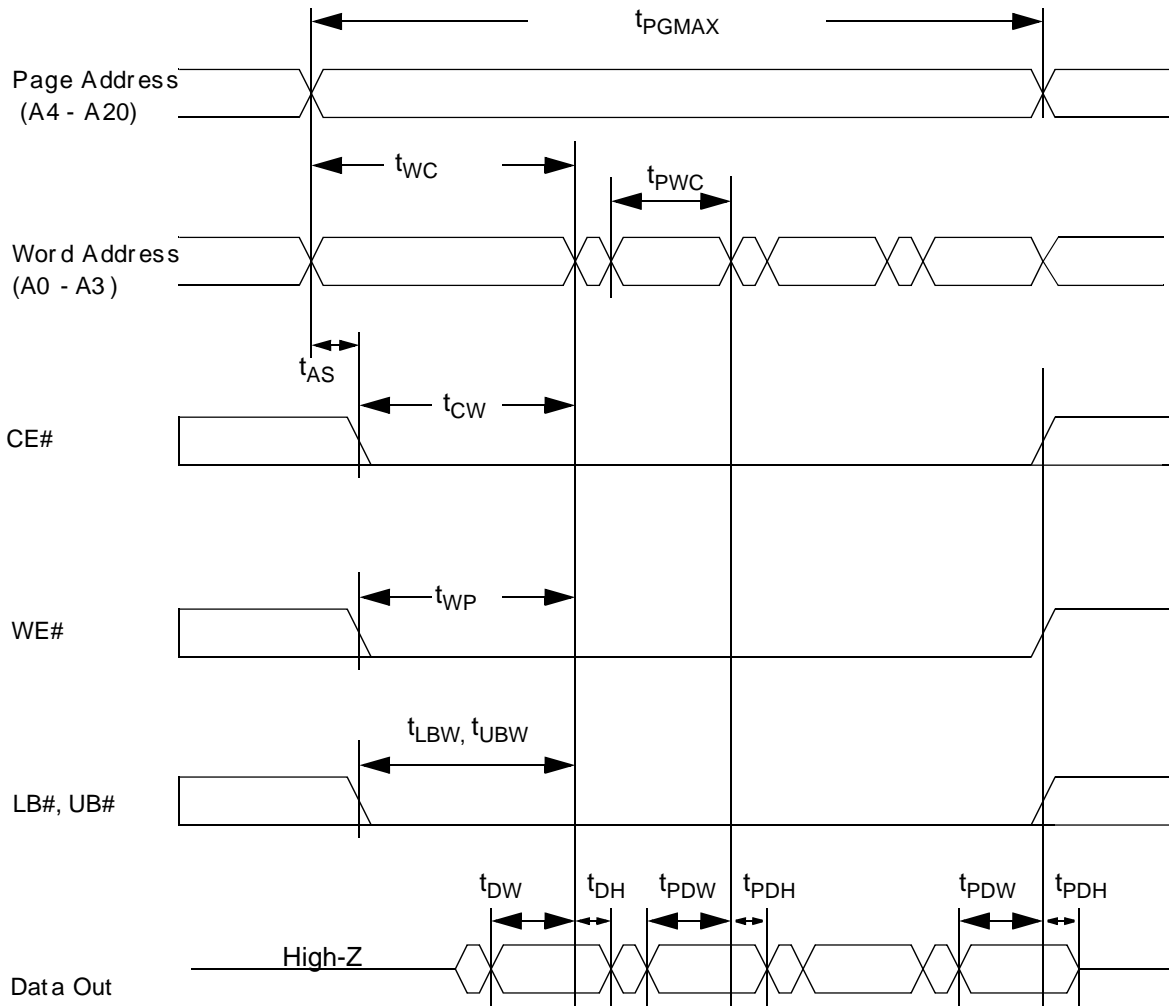 tPGMAX
Page Address
(A4 - A20)
tWC
tPWC
Word Address
(A0 - A3)
tAS
tCW
CE#
tWP
WE#
tLBW, tUBW
LB#, UB#
tDW tDH tPDW tPDH tPDW tPDH
High-Z
Data Out